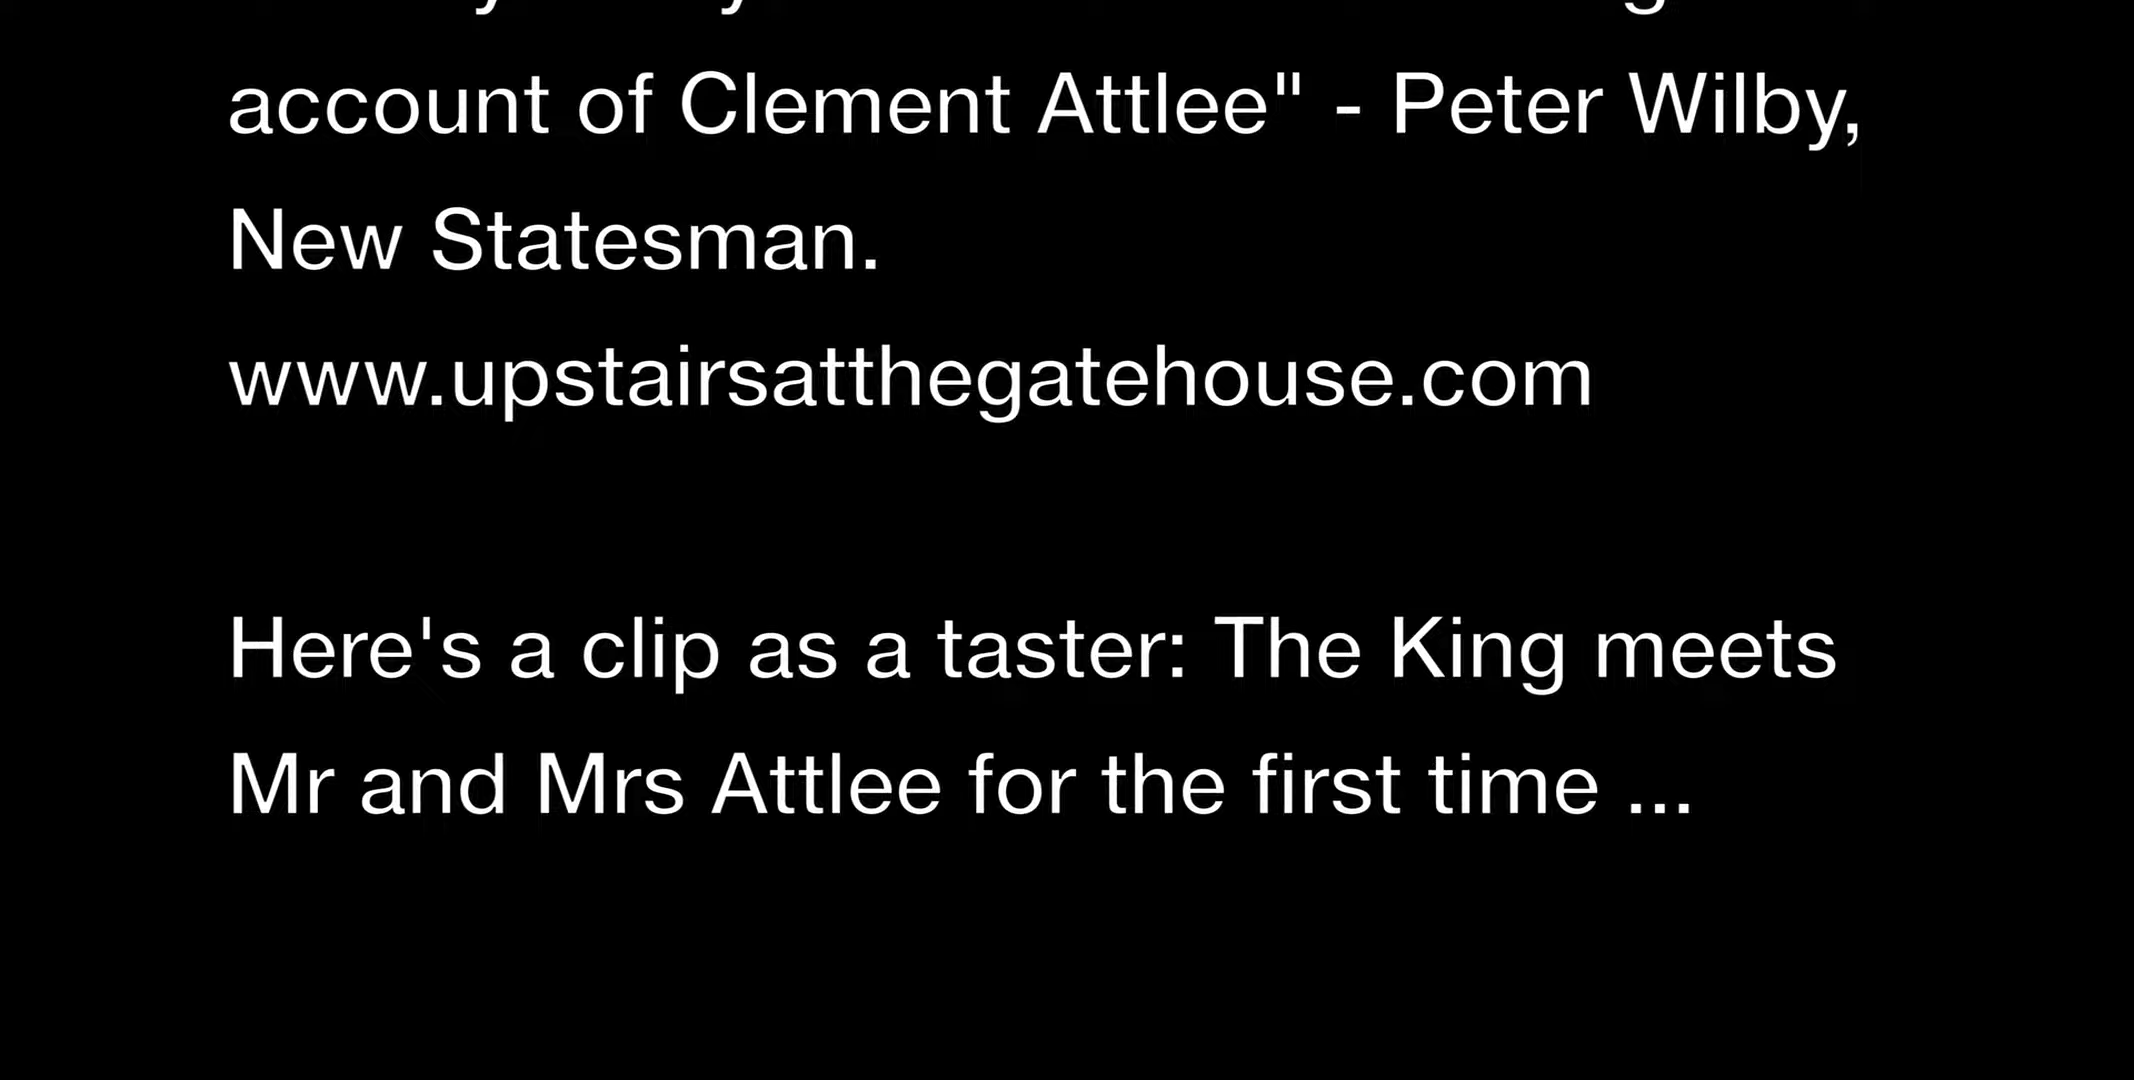 account of Clement Attlee" - Peter Wilby,
New Statesman.
www.upstairsatthegatehouse.com
Here's a clip as a taster: The King meets
Mr and Mrs Attlee for the first time ...